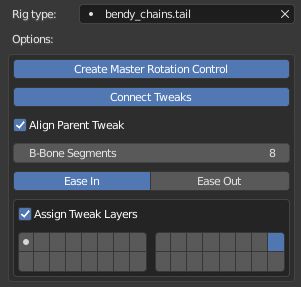 Rig type: bendy_chains.tail
Options:
Create Master Rotation Control
Connect Tweaks
Align Parent Tweak
B-Bone Segments 8
Ease In Ease Out
Assign Tweak Layers